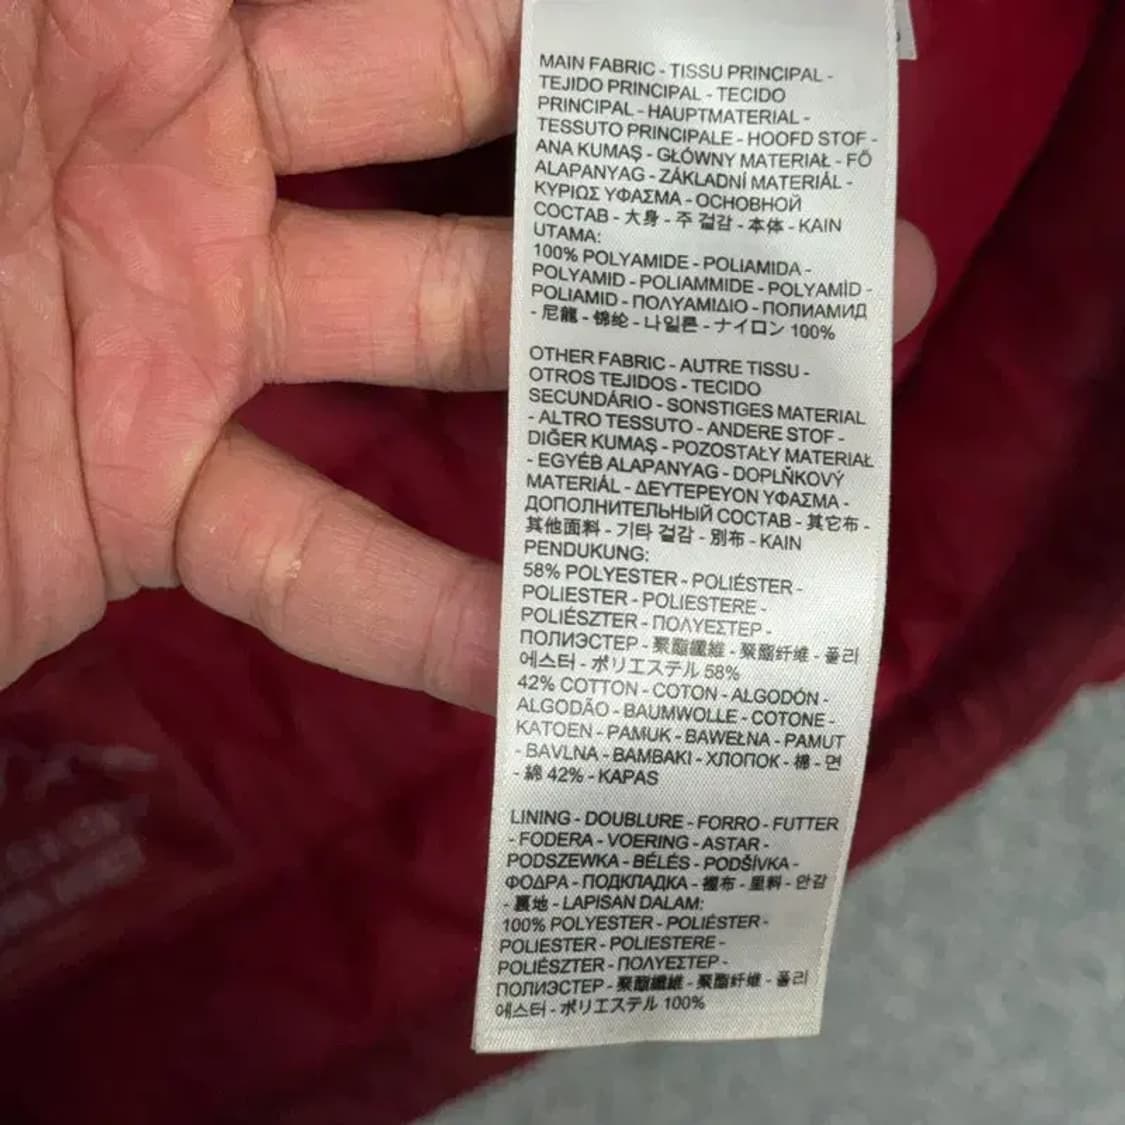 MAIN FABRIC - TISSU PRINCIPAL -
TEJIDO PRINCIPAL - TECIDO
PRINCIPAL - HAUPTMATERIAL -
TESSUTO PRINCIPALE - HOOFD STOF -
ANA KUMAŞ - GŁÓWNY MATERIAŁ - FŐ
ALAPANYAG - ZÁKLADNÍ MATERIÁL -
ΚΥΡΙΩΣ ΥΦΑΣΜΑ - ОСНОВНОЙ
СОСТАВ - 大身 - 주 겉감 - 本体 - KAIN
UTAMA:
100% POLYAMIDE - POLIAMIDA -
POLYAMID - POLIAMMIDE - POLYAMİD -
POLIAMID - ΠΟΛΥΑΜΙΔΙΟ - ПОЛИАМИД
- 尼龍 - 锦纶 - 나일론 - ナイロン 100%
OTHER FABRIC - AUTRE TISSU -
OTROS TEJIDOS - TECIDO
SECUNDÁRIO - SONSTIGES MATERIAL
- ALTRO TESSUTO - ANDERE STOF -
DIĞER KUMAŞ - POZOSTAŁY MATERIAŁ
- EGYÉB ALAPANYAG - DOPLŇKOVÝ
MATERIÁL - ΔΕΥΤΕΡΕΥΟΝ ΥΦΑΣΜΑ -
ДОПОЛНИТЕЛЬНЫЙ СОСТАВ - 其它布 -
其他面料 - 기타 겉감 - 別布 - KAIN
PENDUKUNG:
58% POLYESTER - POLIÉSTER -
POLIESTER - POLIESTERE -
POLIÉSZTER - ΠΟΛΥΕΣΤΕΡ -
ПОЛИЭСТЕР - 聚酯纖維 - 聚酯纤维 - 폴리
에스터 - ポリエステル 58%
42% COTTON - COTON - ALGODÓN -
ALGODÃO - BAUMWOLLE - COTONE -
KATOEN - PAMUK - BAWEŁNA - PAMUT
- BAVLNA - ΒΑΜΒΑΚΙ - ХЛОПОК - 棉 - 면
- 綿 42% - KAPAS
LINING - DOUBLURE - FORRO - FUTTER
- FODERA - VOERING - ASTAR -
PODSZEWKA - BÉLÉS - PODŠÍVKA -
ΦΟΔΡΑ - ПОДКЛАДКА - 裡布 - 里料 - 안감
- 裏地 - LAPISAN DALAM:
100% POLYESTER - POLIÉSTER -
POLIESTER - POLIESTERE -
POLIÉSZTER - ΠΟΛΥΕΣΤΕΡ -
ПОЛИЭСТЕР - 聚酯纖維 - 聚酯纤维 - 폴리
에스터 - ポリエステル 100%